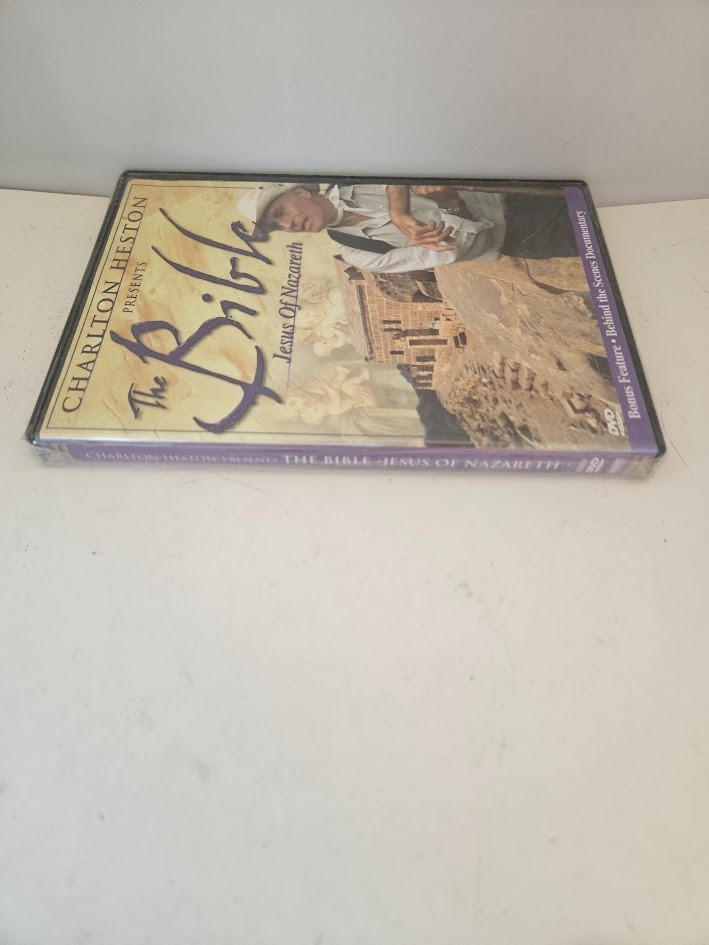 CHARLTON HESTON
PRESENTS
The
Bible
Jesus Of Nazareth
Bonus Feature • Behind the Scenes Documentary
DVD
CHARLTON HESTON PRESENTS THE BIBLE - JESUS OF NAZARETH
DVD